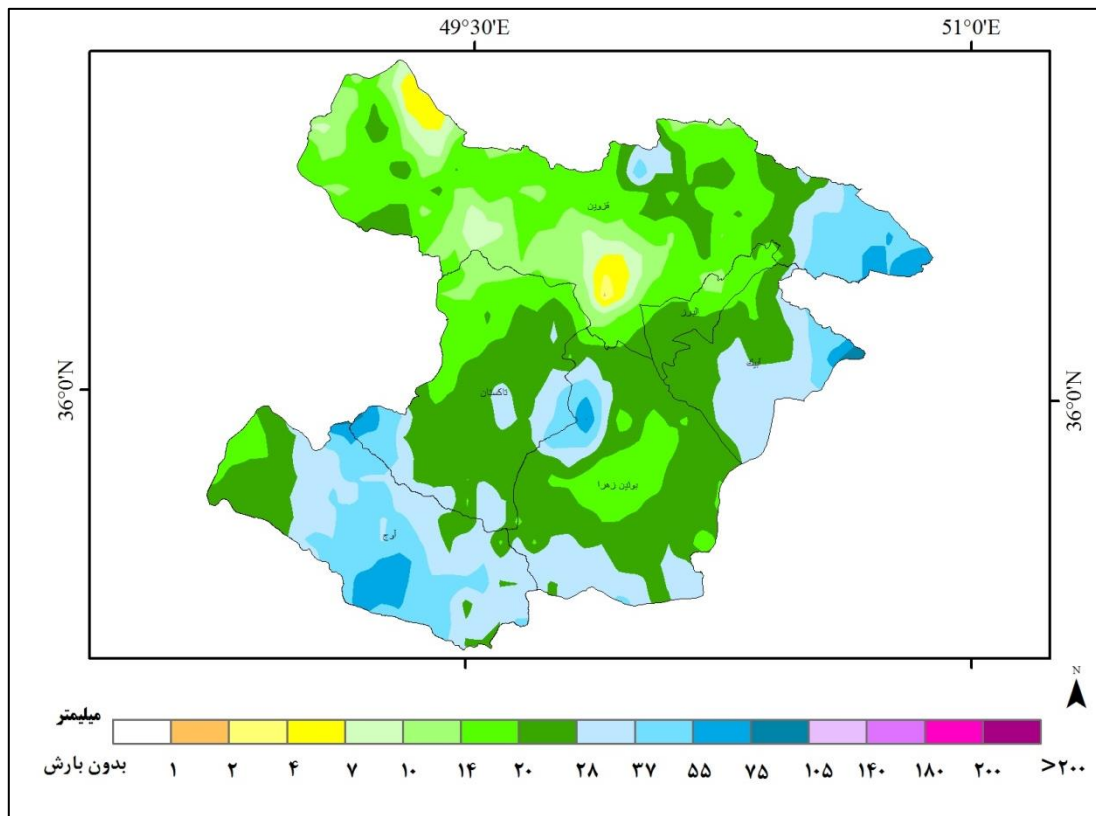 49°30'E
51°0'E
36°0'N
36°0'N
قزوین
البرز
آبیک
تاکستان
بوئین زهرا
آوج
N
میلیمتر
بدون بارش ۱ ۲ ۴ ۷ ۱۰ ۱۴ ۲۰ ۲۸ ۳۷ ۵۵ ۷۵ ۱۰۵ ۱۴۰ ۱۸۰ ۲۰۰ >۲۰۰